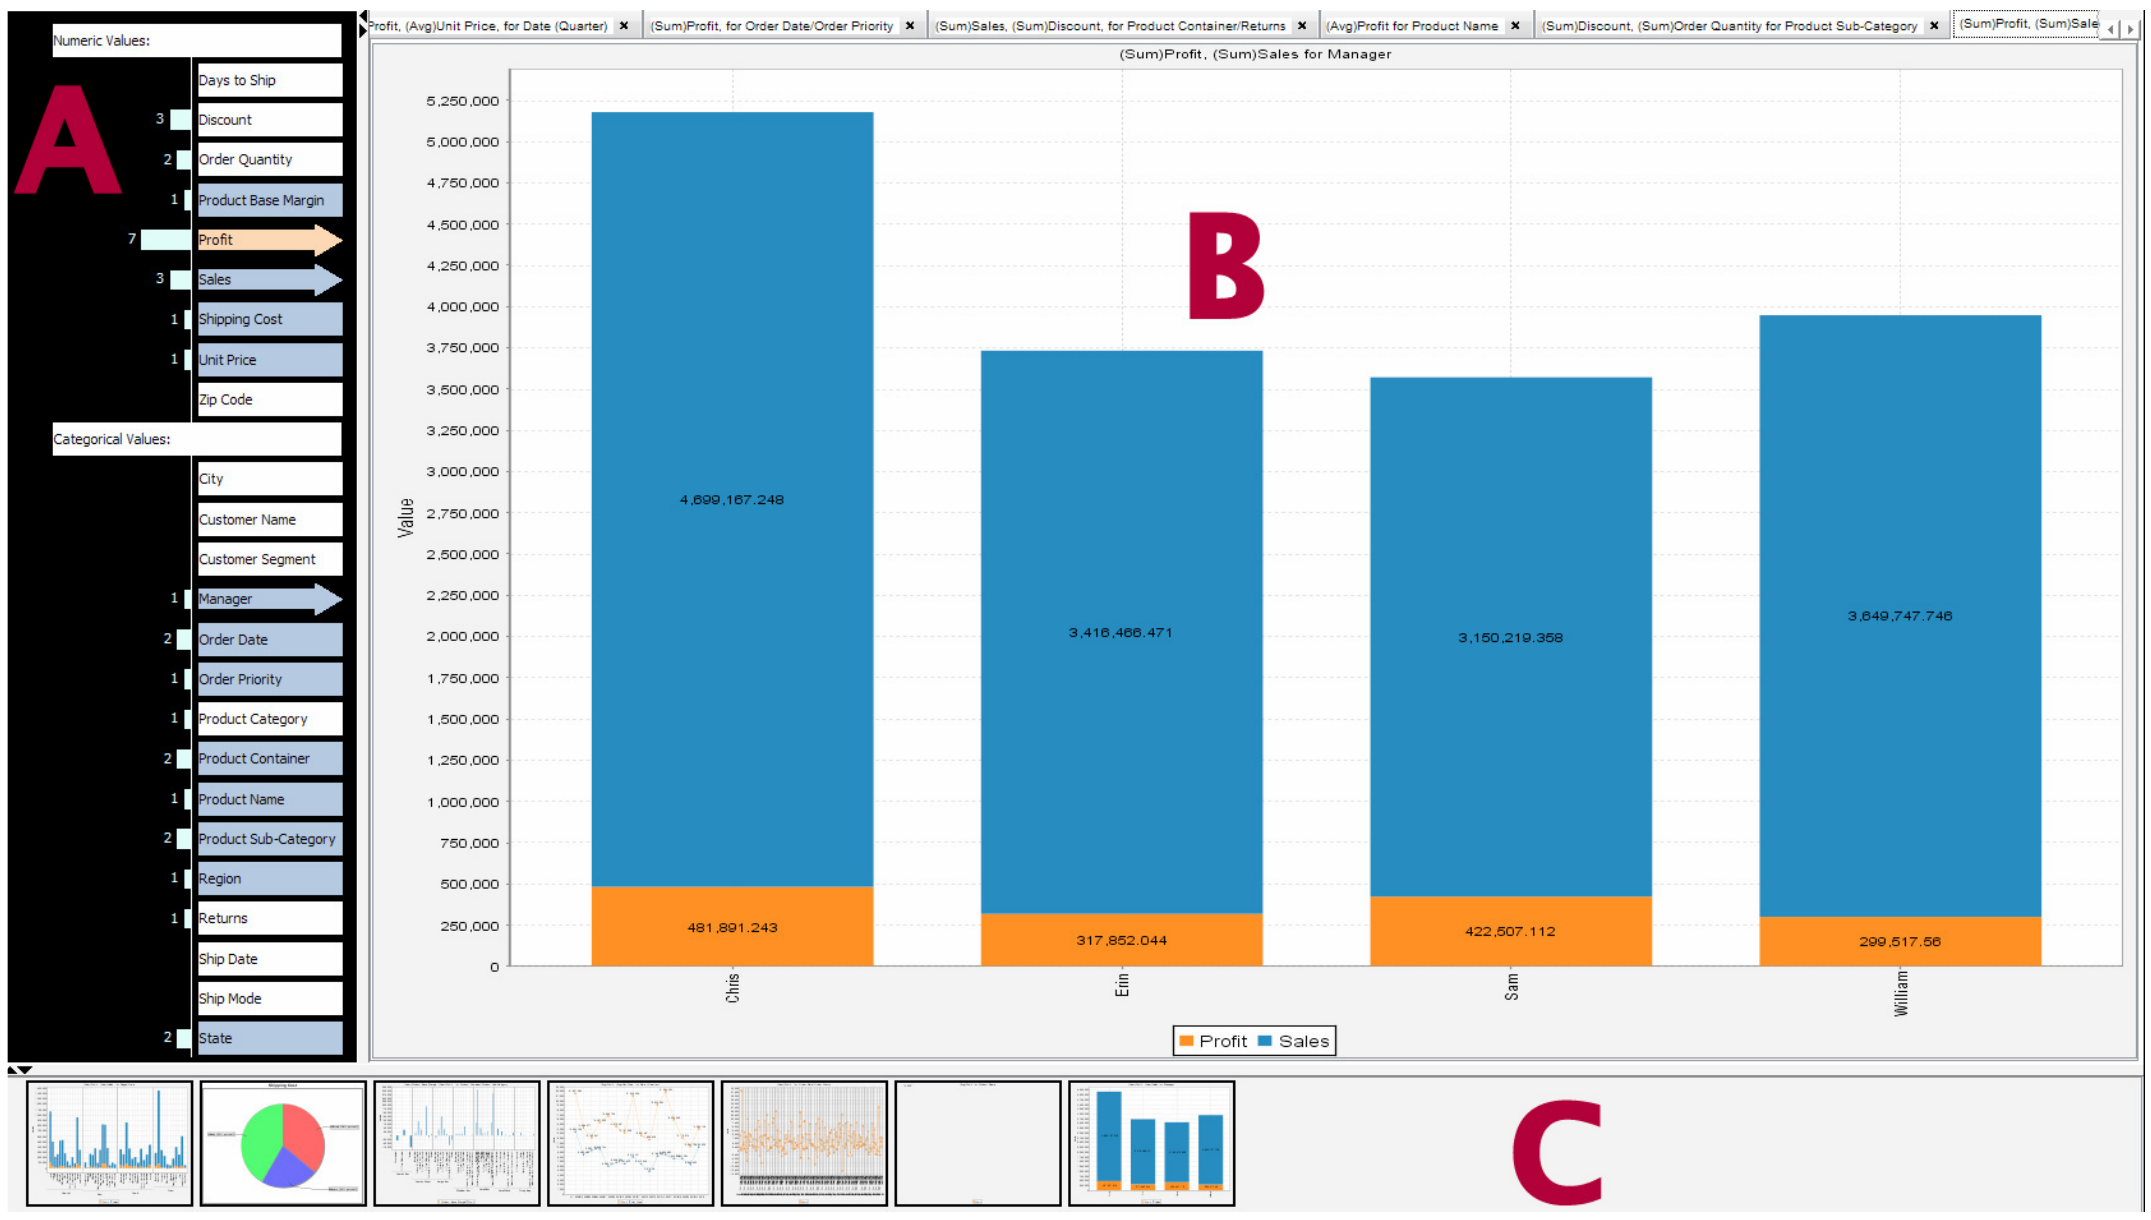 Numeric Values:
A
Days to Ship
3 Discount
2 Order Quantity
1 Product Base Margin
7 Profit
3 Sales
1 Shipping Cost
1 Unit Price
Zip Code
Categorical Values:
City
Customer Name
Customer Segment
1 Manager
2 Order Date
1 Order Priority
1 Product Category
2 Product Container
1 Product Name
2 Product Sub-Category
1 Region
1 Returns
Ship Date
Ship Mode
2 State
Profit, (Avg)Unit Price, for Date (Quarter) ×
(Sum)Profit, for Order Date/Order Priority ×
(Sum)Sales, (Sum)Discount, for Product Container/Returns ×
(Avg)Profit for Product Name ×
(Sum)Discount, (Sum)Order Quantity for Product Sub-Category ×
(Sum)Profit, (Sum)Sale
(Sum)Profit, (Sum)Sales for Manager
B
Value
5,250,000
5,000,000
4,750,000
4,500,000
4,250,000
4,000,000
3,750,000
3,500,000
3,250,000
3,000,000
2,750,000
2,500,000
2,250,000
2,000,000
1,750,000
1,500,000
1,250,000
1,000,000
750,000
500,000
250,000
0
4,699,167.248
3,416,466.471
3,150,219.358
3,649,747.746
481,891.243
317,852.044
422,507.112
299,517.56
Chris
Erin
Sam
William
Profit Sales
Shipping Cost
C